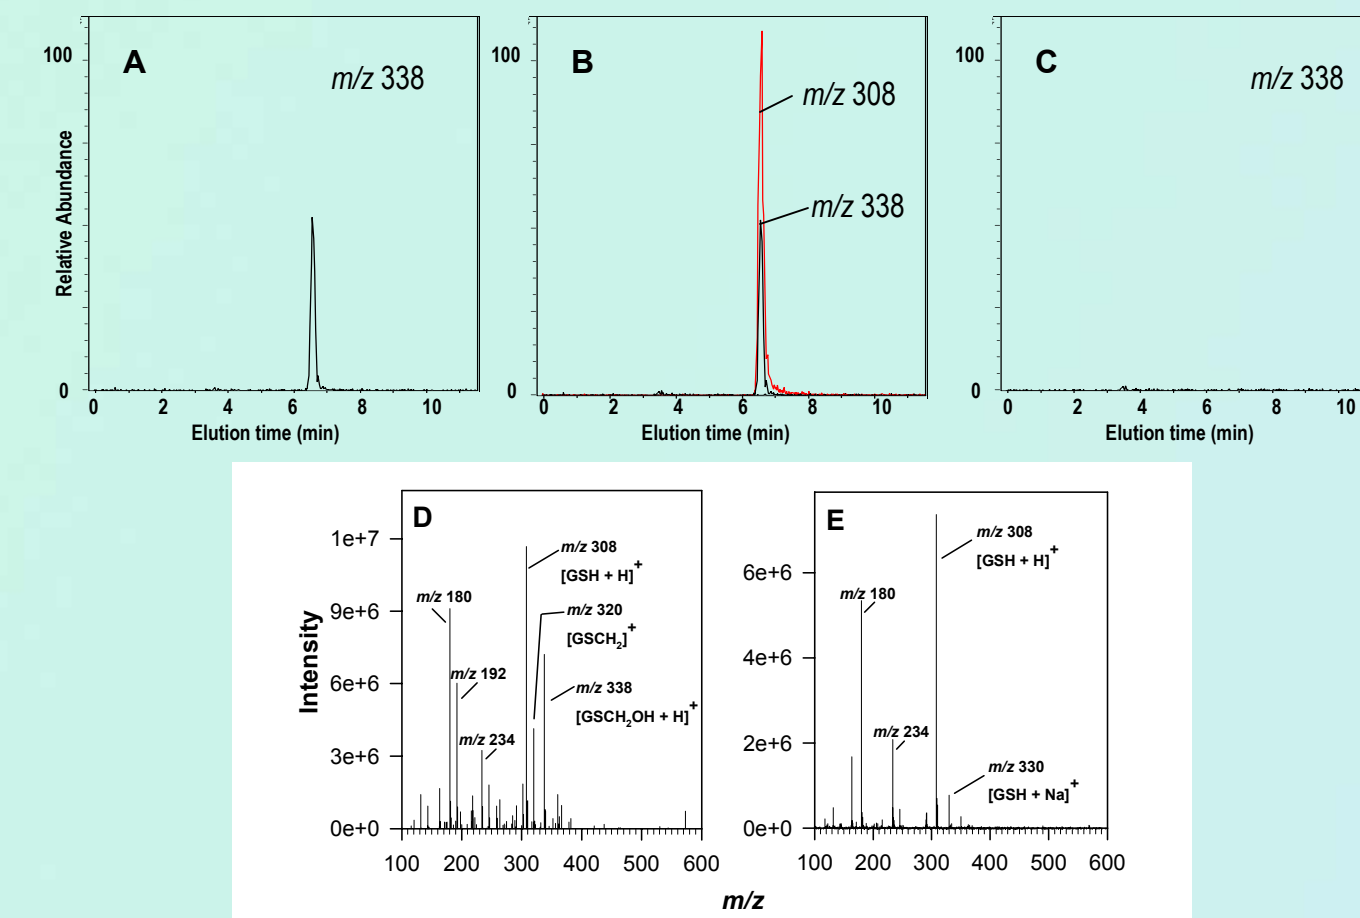 A
m/z 338
100
Relative Abundance
0
0 2 4 6 8 10
Elution time (min)
B
m/z 308
m/z 338
100
0
0 2 4 6 8 10
Elution time (min)
C
m/z 338
100
0
0 2 4 6 8 10
Elution time (min)
D
Intensity
1e+7
9e+6
6e+6
3e+6
0e+0
m/z 308
[GSH + H]+
m/z 180
m/z 320
[GSCH2]+
m/z 192
m/z 338
[GSCH2OH + H]+
m/z 234
100 200 300 400 500 600
E
6e+6
4e+6
2e+6
0e+0
m/z 308
[GSH + H]+
m/z 180
m/z 234
m/z 330
[GSH + Na]+
100 200 300 400 500 600
m/z